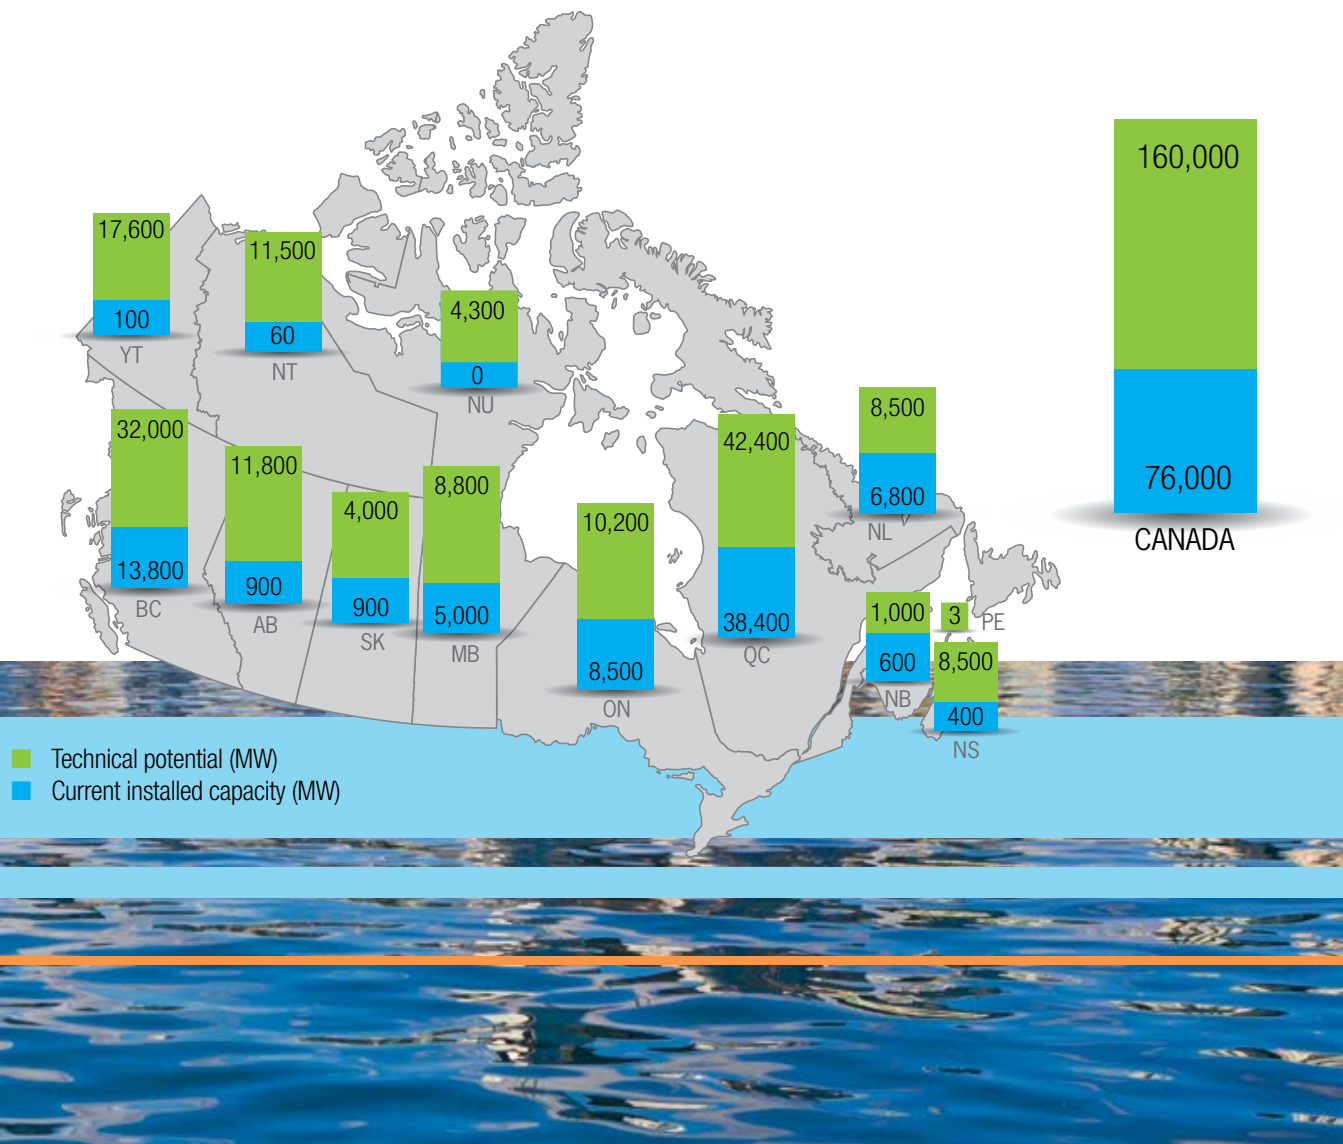 160,000
76,000
CANADA
17,600
100
YT
11,500
60
NT
4,300
0
NU
32,000
13,800
BC
11,800
900
AB
4,000
900
SK
8,800
5,000
MB
10,200
8,500
ON
42,400
38,400
QC
8,500
6,800
NL
1,000
600
NB
3
PE
8,500
400
NS
Technical potential (MW)
Current installed capacity (MW)